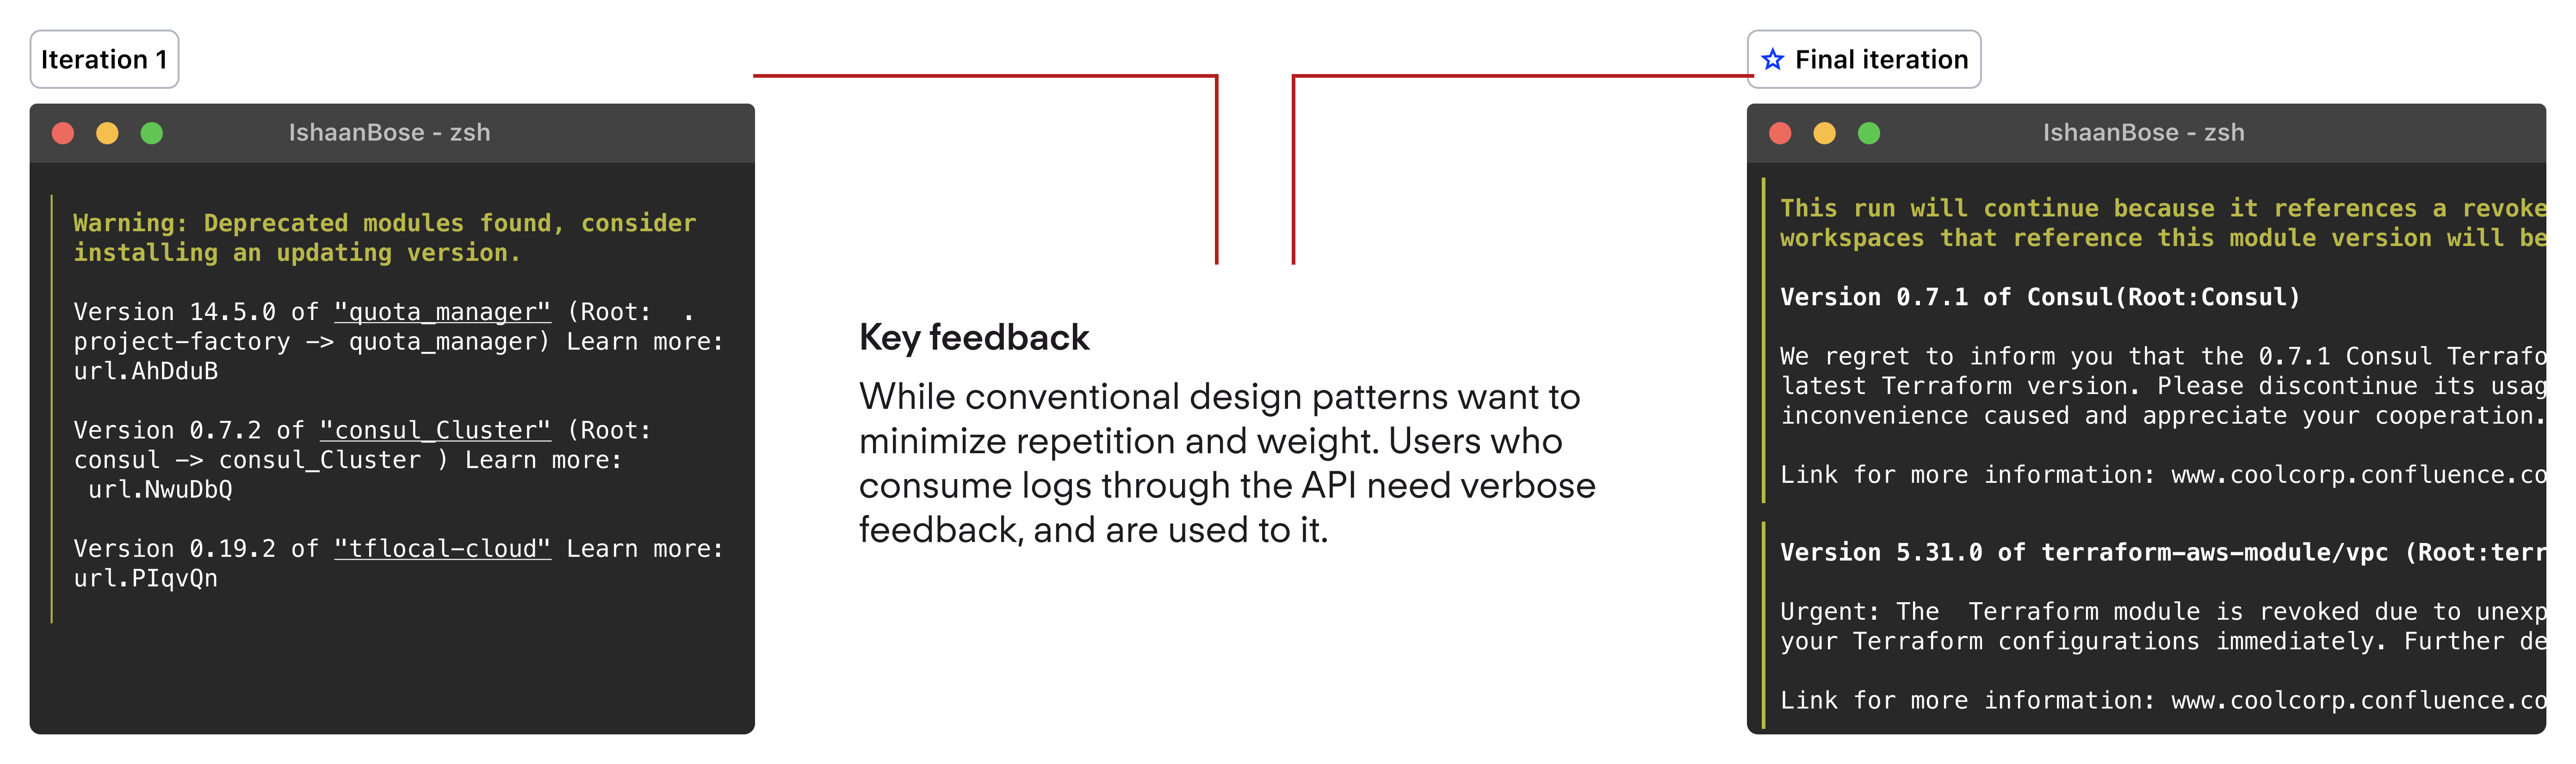 Iteration 1
IshaanBose - zsh
Warning: Deprecated modules found, consider
installing an updating version.
Version 14.5.0 of "quota_manager" (Root:  .
project-factory -> quota_manager) Learn more:
url.AhDduB
Version 0.7.2 of "consul_Cluster" (Root:
consul -> consul_Cluster ) Learn more:
url.NwuDbQ
Version 0.19.2 of "tflocal-cloud" Learn more:
url.PIqvQn
Key feedback
While conventional design patterns want to
minimize repetition and weight. Users who
consume logs through the API need verbose
feedback, and are used to it.
Final iteration
IshaanBose - zsh
This run will continue because it references a revoke
workspaces that reference this module version will be
Version 0.7.1 of Consul(Root:Consul)
We regret to inform you that the 0.7.1 Consul Terrafo
latest Terraform version. Please discontinue its usag
inconvenience caused and appreciate your cooperation.
Link for more information: www.coolcorp.confluence.co
Version 5.31.0 of terraform-aws-module/vpc (Root:terr
Urgent: The  Terraform module is revoked due to unexp
your Terraform configurations immediately. Further de
Link for more information: www.coolcorp.confluence.co